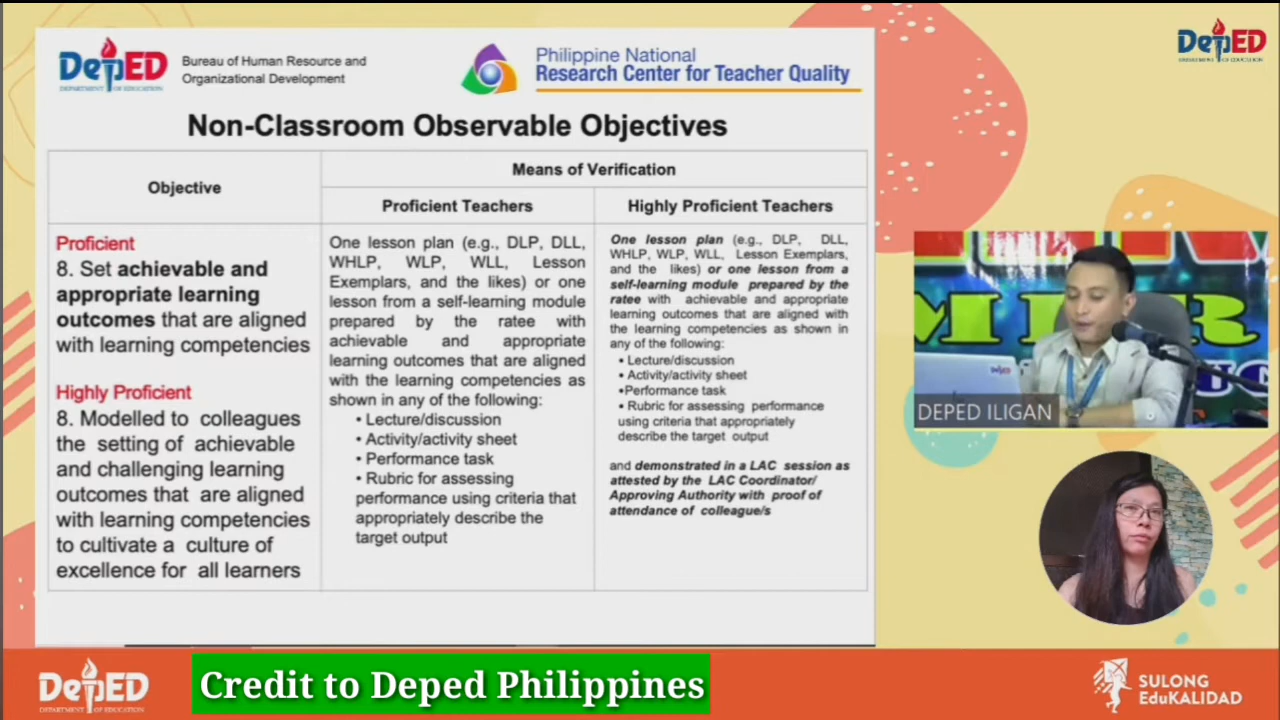 DepED
DEPARTMENT OF EDUCATION
Bureau of Human Resource and
Organizational Development
Philippine National
Research Center for Teacher Quality
DepED
DEPARTMENT OF EDUCATION
Non-Classroom Observable Objectives
Objective
Means of Verification
Proficient Teachers
Highly Proficient Teachers
Proficient
8. Set achievable and
appropriate learning
outcomes that are aligned
with learning competencies
Highly Proficient
8. Modelled to colleagues
the setting of achievable
and challenging learning
outcomes that are aligned
with learning competencies
to cultivate a culture of
excellence for all learners
One lesson plan (e.g., DLP, DLL,
WHLP, WLP, WLL, Lesson
Exemplars, and the likes) or one
lesson from a self-learning module
prepared by the ratee with
achievable and appropriate
learning outcomes that are aligned
with the learning competencies as
shown in any of the following:
• Lecture/discussion
• Activity/activity sheet
• Performance task
• Rubric for assessing
performance using criteria that
appropriately describe the
target output
One lesson plan (e.g., DLP, DLL,
WHLP, WLP, WLL, Lesson Exemplars,
and the likes) or one lesson from a
self-learning module prepared by the
ratee with achievable and appropriate
learning outcomes that are aligned with
the learning competencies as shown in
any of the following:
• Lecture/discussion
• Activity/activity sheet
•Performance task
• Rubric for assessing performance
using criteria that appropriately
describe the target output
and demonstrated in a LAC session as
attested by the LAC Coordinator/
Approving Authority with proof of
attendance of colleague/s
DepED
DEPED ILIGAN
DepED
DEPARTMENT OF EDUCATION
Credit to Deped Philippines
SULONG
EduKALIDAD